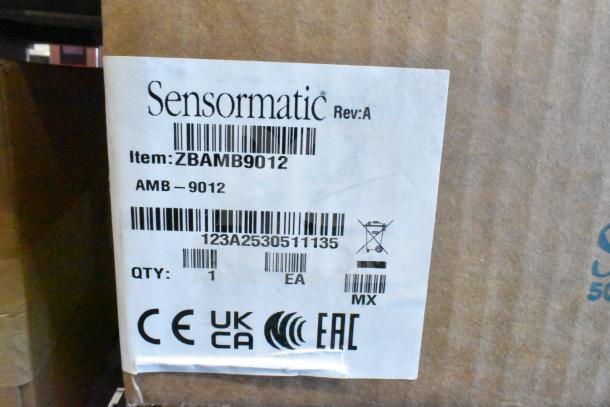 Sensormatic® Rev:A
Item:ZBAMB9012
AMB-9012
123A2530511135
QTY: 1 EA
MX
CE UK CA EAC